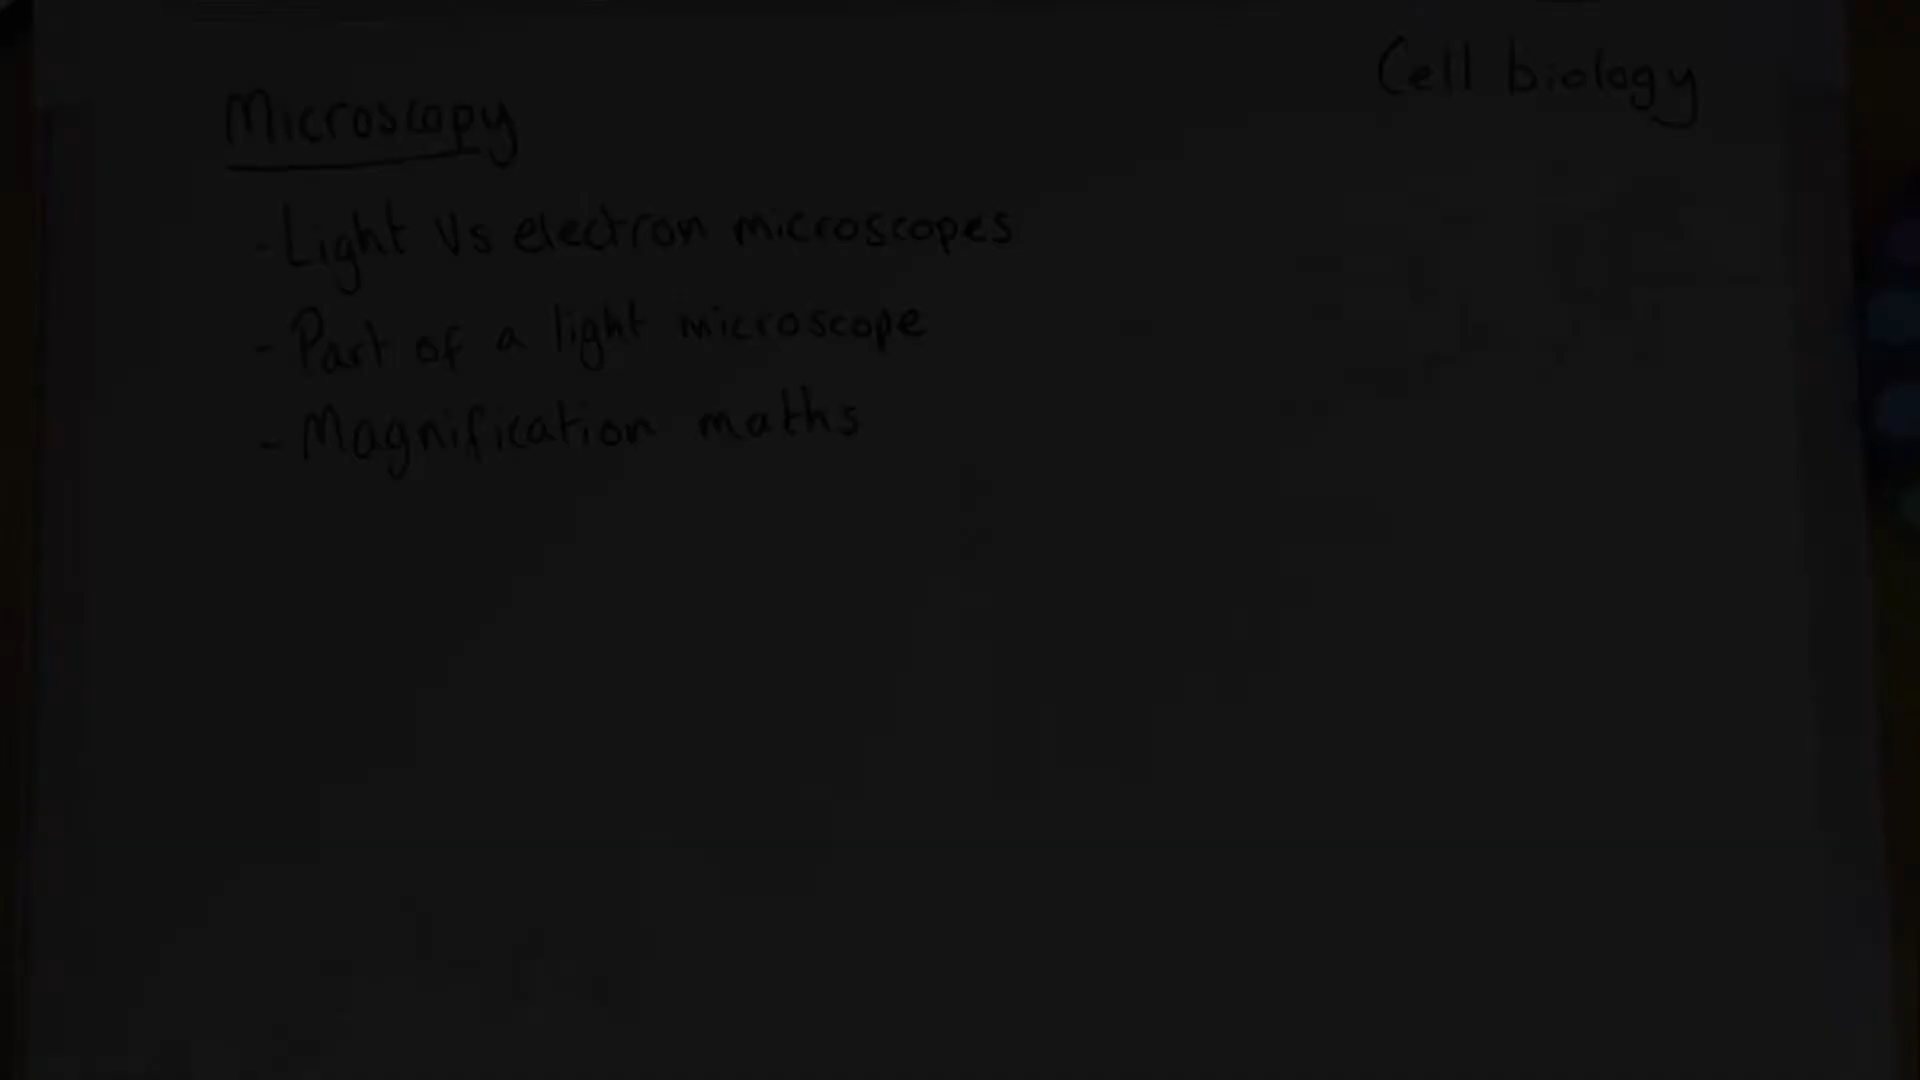 Cell biology
Microscopy
- Light Vs electron microscopes
- Part of a light microscope
- Magnification maths